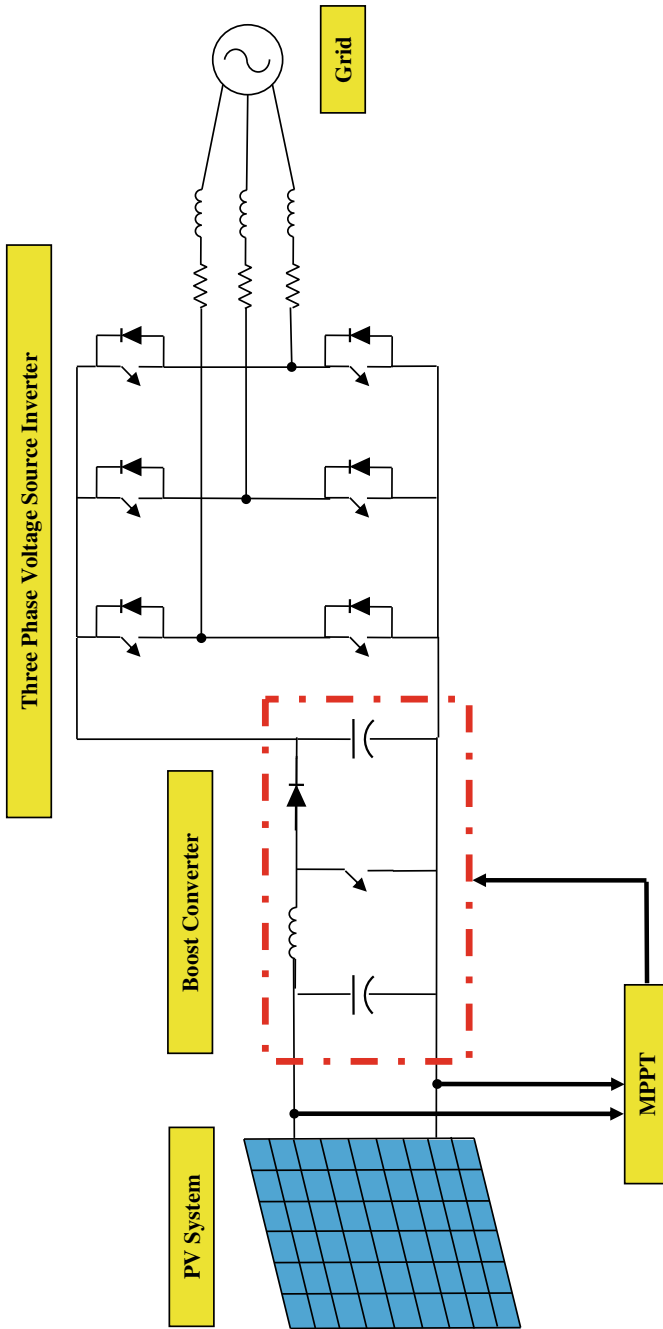 PV System
Boost Converter
Three Phase Voltage Source Inverter
Grid
MPPT